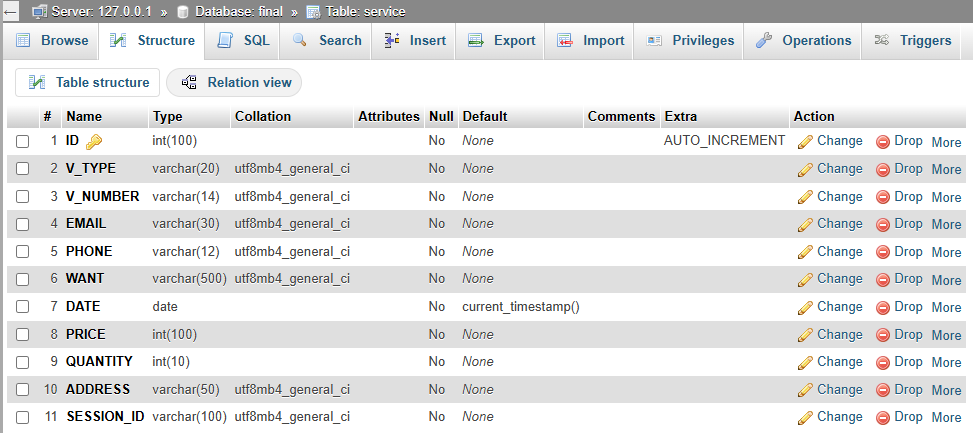 ← Server: 127.0.0.1 » Database: final » Table: service
Browse Structure SQL Search Insert Export Import Privileges Operations Triggers
Table structure Relation view
# Name Type Collation Attributes Null Default Comments Extra Action
1 ID int(100) No None AUTO_INCREMENT Change Drop More
2 V_TYPE varchar(20) utf8mb4_general_ci No None Change Drop More
3 V_NUMBER varchar(14) utf8mb4_general_ci No None Change Drop More
4 EMAIL varchar(30) utf8mb4_general_ci No None Change Drop More
5 PHONE varchar(12) utf8mb4_general_ci No None Change Drop More
6 WANT varchar(500) utf8mb4_general_ci No None Change Drop More
7 DATE date No current_timestamp() Change Drop More
8 PRICE int(100) No None Change Drop More
9 QUANTITY int(10) No None Change Drop More
10 ADDRESS varchar(50) utf8mb4_general_ci No None Change Drop More
11 SESSION_ID varchar(100) utf8mb4_general_ci No None Change Drop More